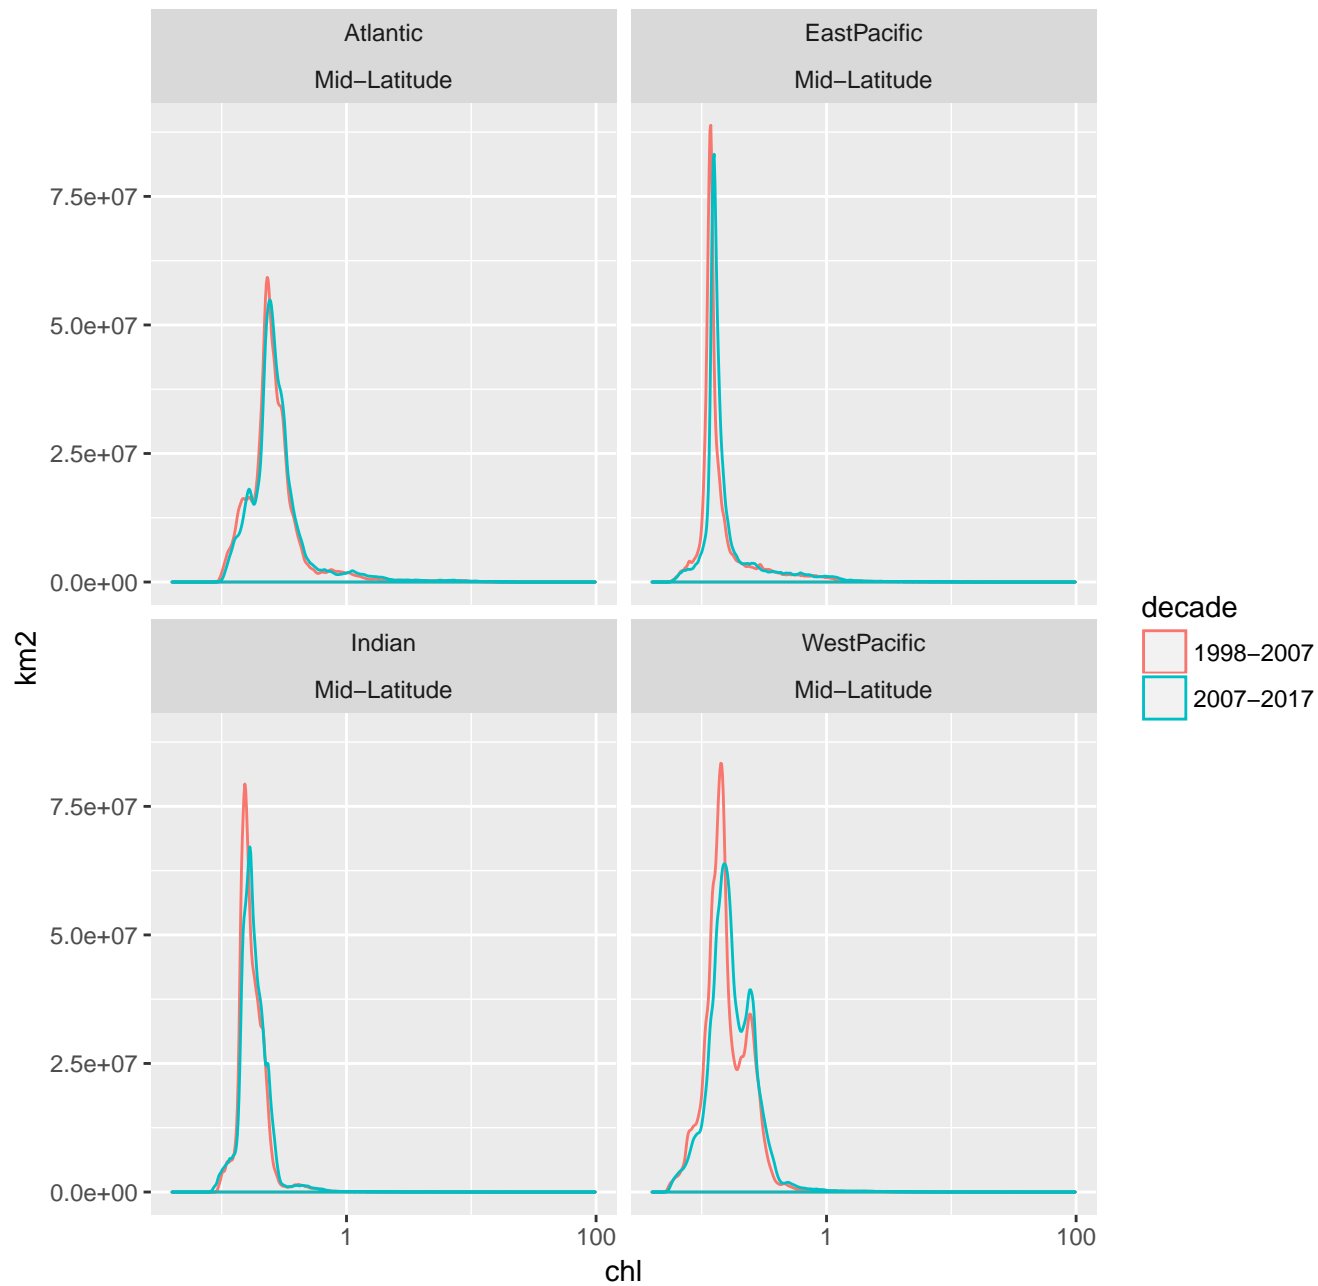 Atlantic
Mid−Latitude
EastPacific
Mid−Latitude
7.5e+07
5.0e+07
2.5e+07
0.0e+00
Indian
Mid−Latitude
WestPacific
Mid−Latitude
7.5e+07
5.0e+07
2.5e+07
0.0e+00
1
100
1
100
chl
km2
decade
1998−2007
2007−2017